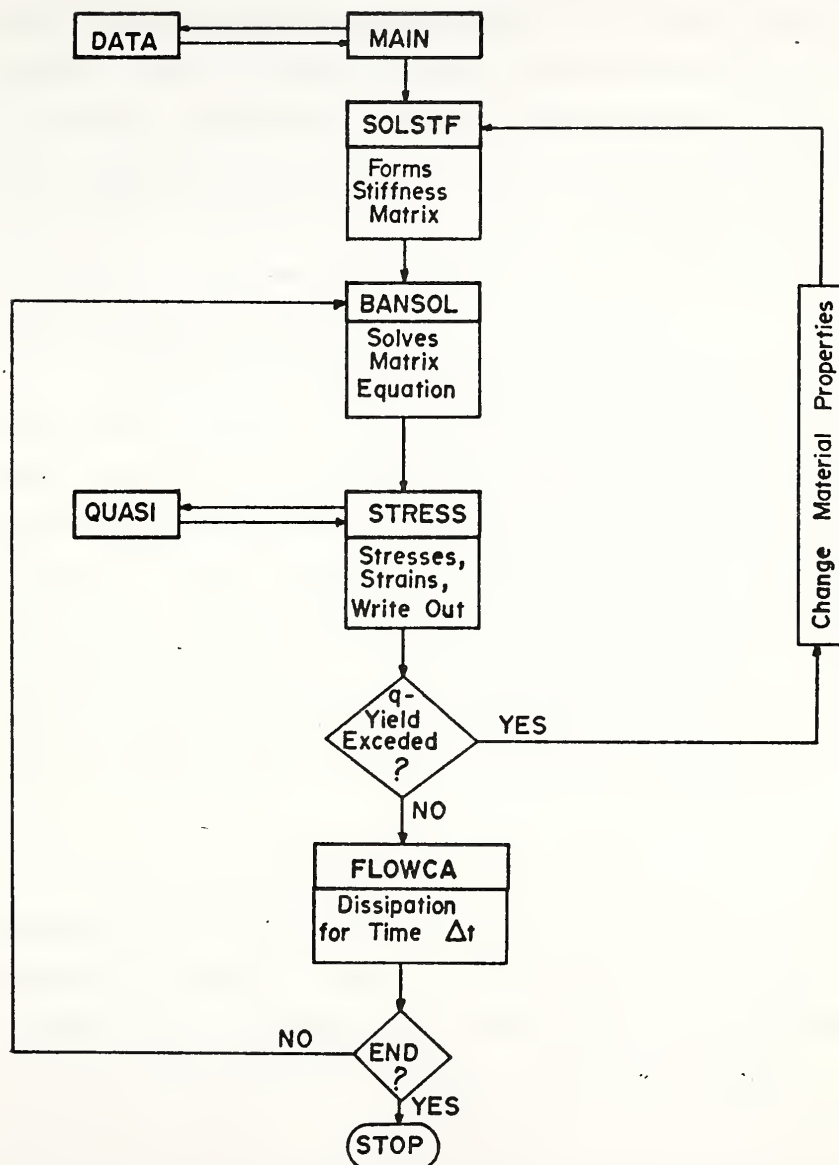 DATA
MAIN
SOLSTF
Forms
Stiffness
Matrix
BANSOL
Solves
Matrix
Equation
Change Material Properties
QUASI
STRESS
Stresses,
Strains,
Write Out
q-
Yield
Exceded
?
YES
NO
FLOWCA
Dissipation
for Time Δt
NO
END
?
YES
STOP